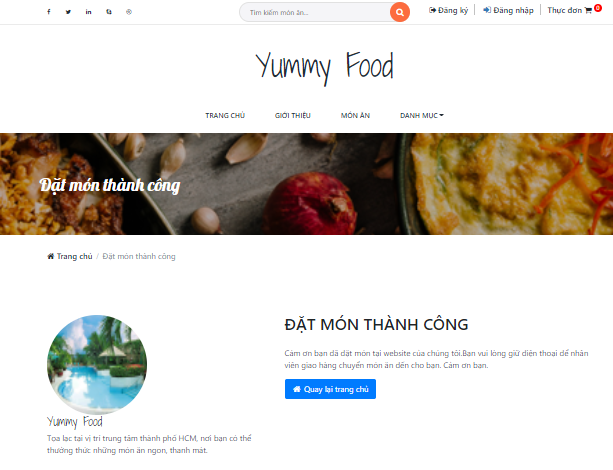 Tìm kiếm món ăn...
Đăng ký
Đăng nhập
Thực đơn 0
Yummy Food
TRANG CHỦ
GIỚI THIỆU
MÓN ĂN
DANH MỤC
Đặt món thành công
Trang chủ / Đặt món thành công
ĐẶT MÓN THÀNH CÔNG
Cám ơn bạn đã đặt món tại website của chúng tôi.Bạn vui lòng giữ điện thoại để nhân
viên giao hàng chuyển món ăn đến cho bạn. Cám ơn bạn.
Quay lại trang chủ
Yummy Food
Tọa lạc tại vị trí trung tâm thành phố HCM, nơi bạn có thể
thưởng thức những món ăn ngon, thanh mát.